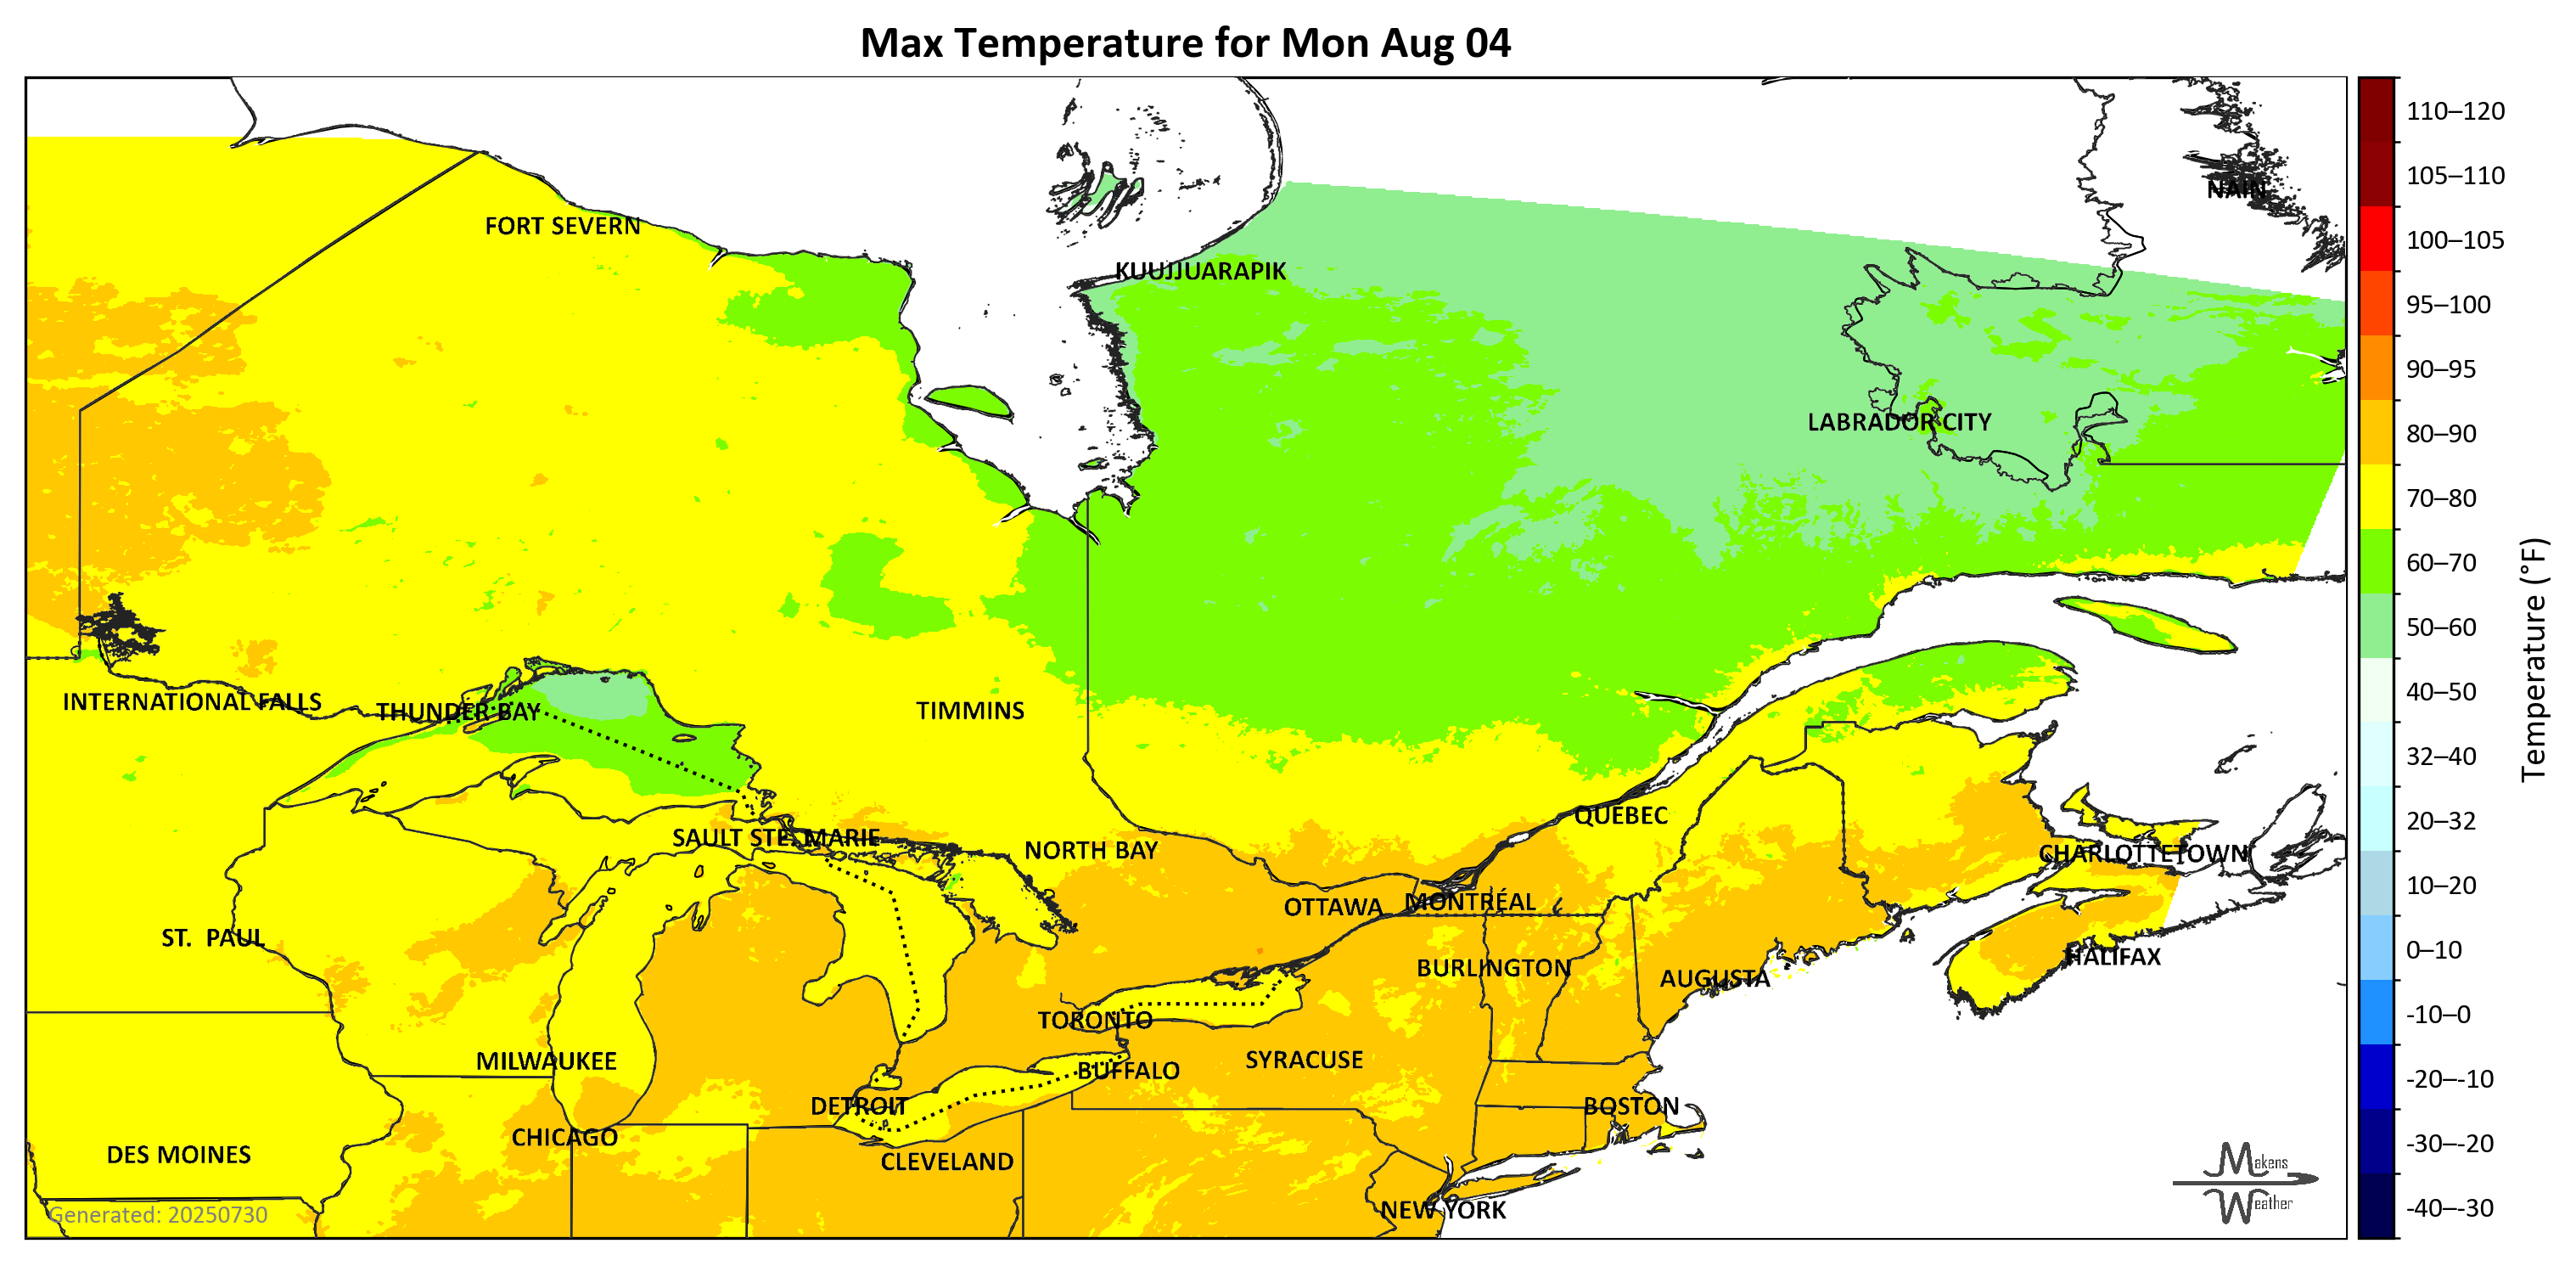 Max Temperature for Mon Aug 04
NAIN
FORT SEVERN
KUUJJUARAPIK
LABRADOR CITY
INTERNATIONAL FALLS
THUNDER BAY
TIMMINS
QUEBEC
SAULT STE. MARIE
NORTH BAY
CHARLOTTETOWN
OTTAWA
MONTRÉAL
ST. PAUL
HALIFAX
BURLINGTON
AUGUSTA
TORONTO
MILWAUKEE
SYRACUSE
BUFFALO
DETROIT
BOSTON
CHICAGO
DES MOINES
CLEVELAND
NEW YORK
Generated: 20250730
Makens
Weather
110–120
105–110
100–105
95–100
90–95
80–90
70–80
60–70
50–60
40–50
32–40
20–32
10–20
0–10
-10–0
-20–-10
-30–-20
-40–-30
Temperature (°F)